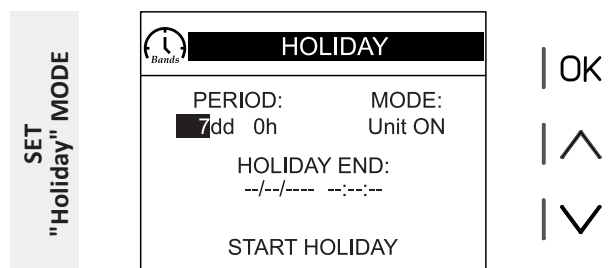 SET
"Holiday" MODE
Bands
HOLIDAY
PERIOD: MODE:
7dd 0h Unit ON
HOLIDAY END:
--/--/---- --:--:--
START HOLIDAY
OK